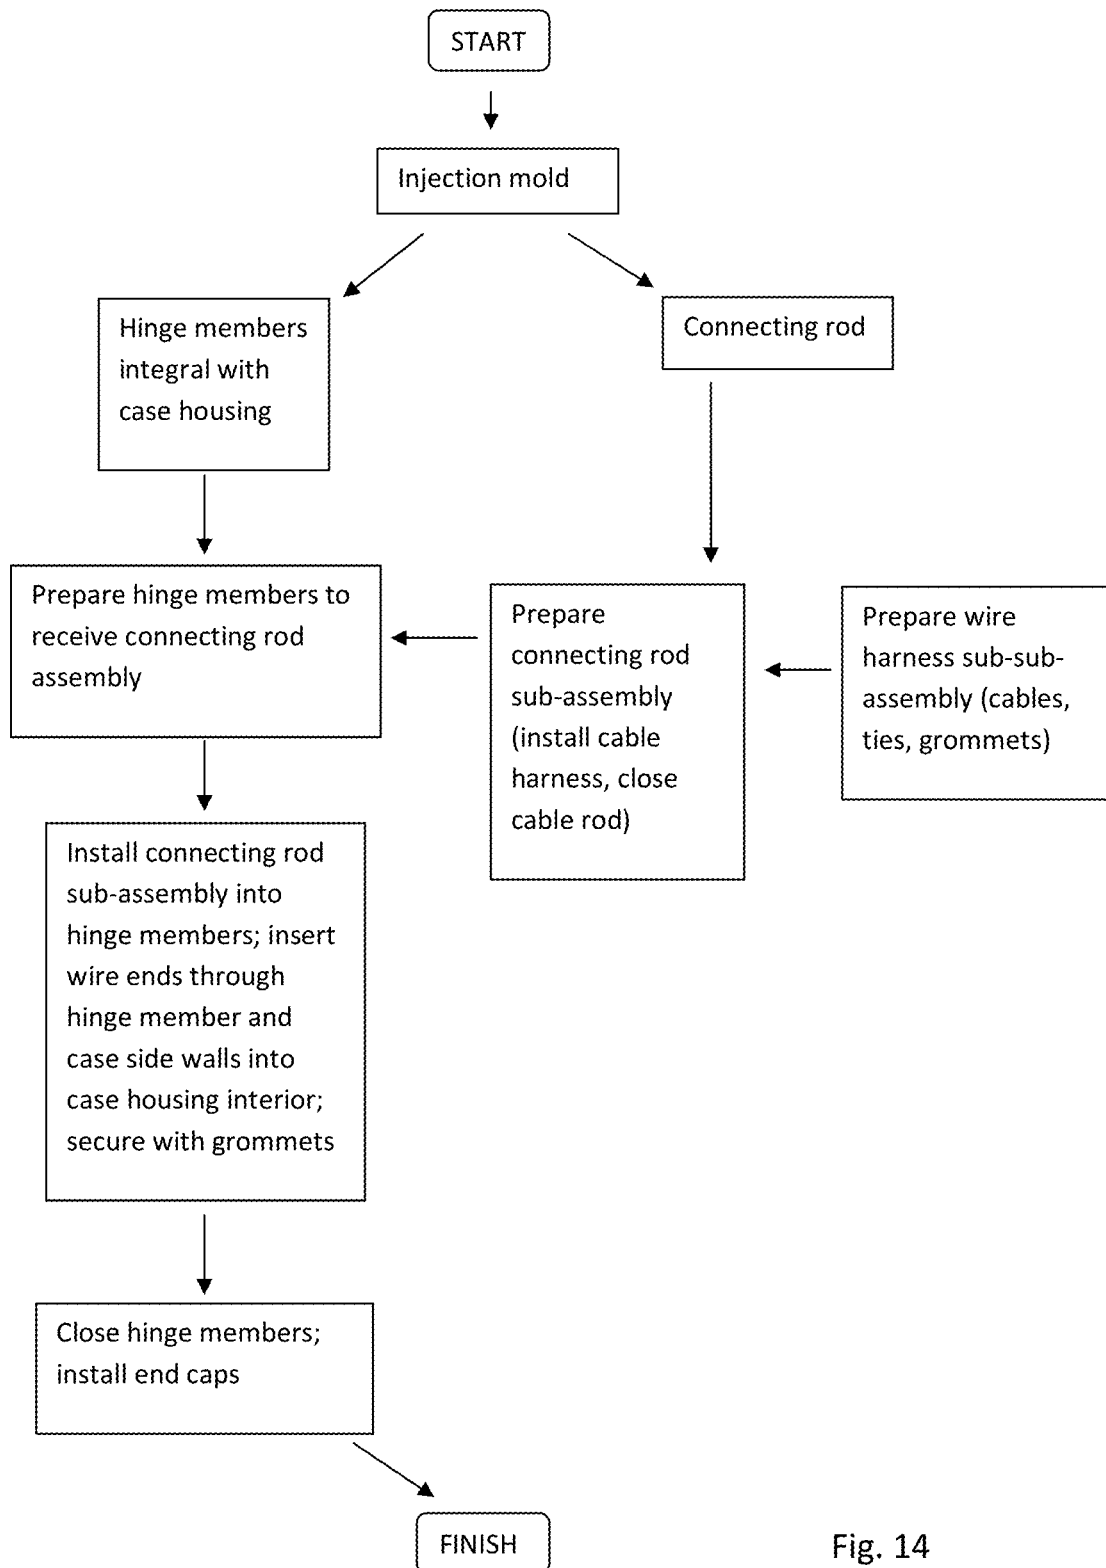 START
Injection mold
Hinge members
integral with
case housing
Connecting rod
Prepare hinge members to
receive connecting rod
assembly
Prepare
connecting rod
sub-assembly
(install cable
harness, close
cable rod)
Prepare wire
harness sub-sub-
assembly (cables,
ties, grommets)
Install connecting rod
sub-assembly into
hinge members; insert
wire ends through
hinge member and
case side walls into
case housing interior;
secure with grommets
Close hinge members;
install end caps
FINISH
Fig. 14